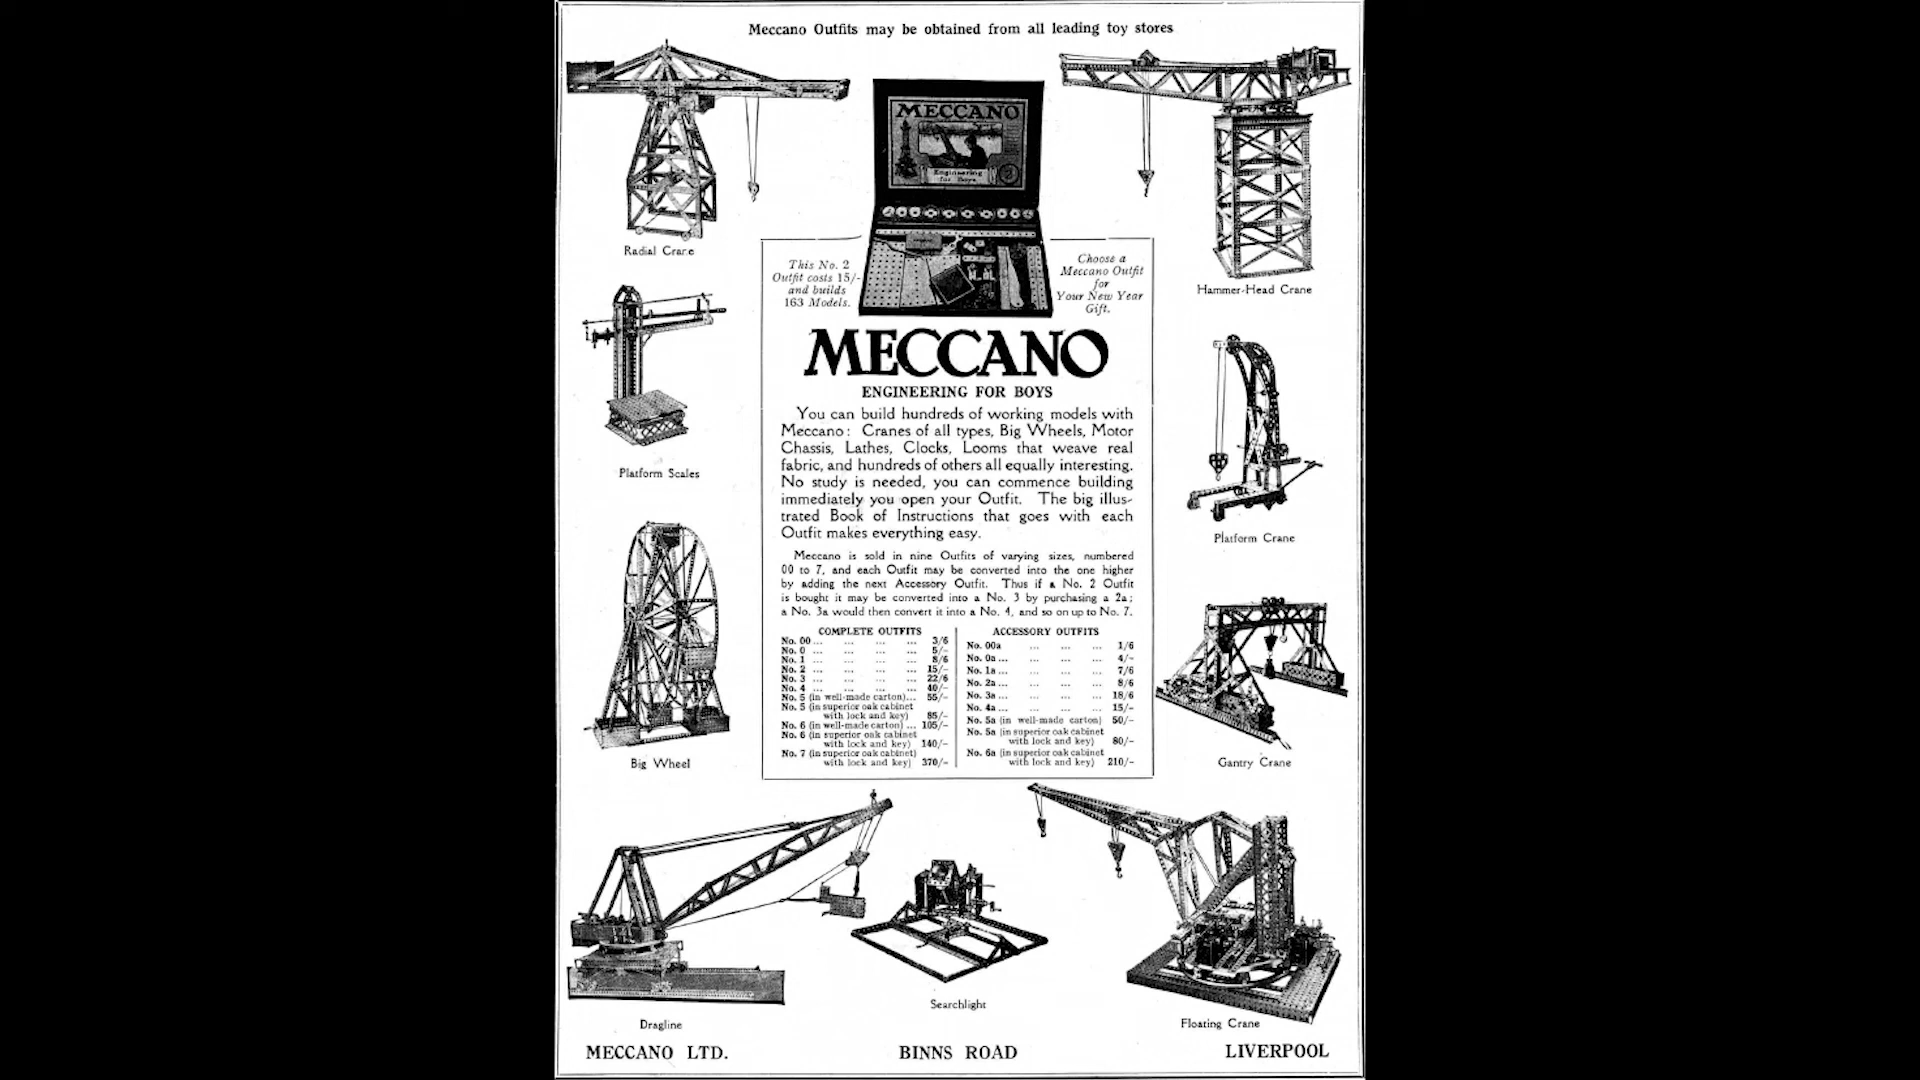 Meccano Outfits may be obtained from all leading toy stores
MECCANO
Engineering
for Boys
Radial Crane
Hammer-Head Crane
This No. 2
Outfit costs 15/-
and builds
163 Models.
Choose a
Meccano Outfit
for
Your New Year
Gift.
MECCANO
ENGINEERING FOR BOYS
You can build hundreds of working models with
Meccano: Cranes of all types, Big Wheels, Motor
Chassis, Lathes, Clocks, Looms that weave real
fabric, and hundreds of others all equally interesting.
No study is needed, you can commence building
immediately you open your Outfit. The big illus-
trated Book of Instructions that goes with each
Outfit makes everything easy.
Meccano is sold in nine Outfits of varying sizes, numbered
00 to 7, and each Outfit may be converted into the one higher
by adding the next Accessory Outfit. Thus if a No. 2 Outfit
is bought it may be converted into a No. 3 by purchasing a 2a;
a No. 3a would then convert it into a No. 4, and so on up to No. 7.
COMPLETE OUTFITS
No. 00 ... ... ... ... 3/6
No. 0 ... ... ... ... 5/-
No. 1 ... ... ... ... 8/6
No. 2 ... ... ... ... 15/-
No. 3 ... ... ... ... 22/6
No. 4 ... ... ... ... 40/-
No. 5 (in well-made carton)... 55/-
No. 5 (in superior oak cabinet
with lock and key) 85/-
No. 6 (in well-made carton) ... 105/-
No. 6 (in superior oak cabinet
with lock and key) 140/-
No. 7 (in superior oak cabinet)
with lock and key) 370/-
ACCESSORY OUTFITS
No. 00a ... ... ... 1/6
No. 0a ... ... ... ... 4/-
No. 1a ... ... ... ... 7/6
No. 2a ... ... ... ... 8/6
No. 3a ... ... ... ... 18/6
No. 4a ... ... ... ... 15/-
No. 5a (in well-made carton) 50/-
No. 5a (in superior oak cabinet
with lock and key) 80/-
No. 6a (in superior oak cabinet
with lock and key) 210/-
Platform Scales
Platform Crane
Big Wheel
Gantry Crane
Dragline
Searchlight
Floating Crane
MECCANO LTD.
BINNS ROAD
LIVERPOOL